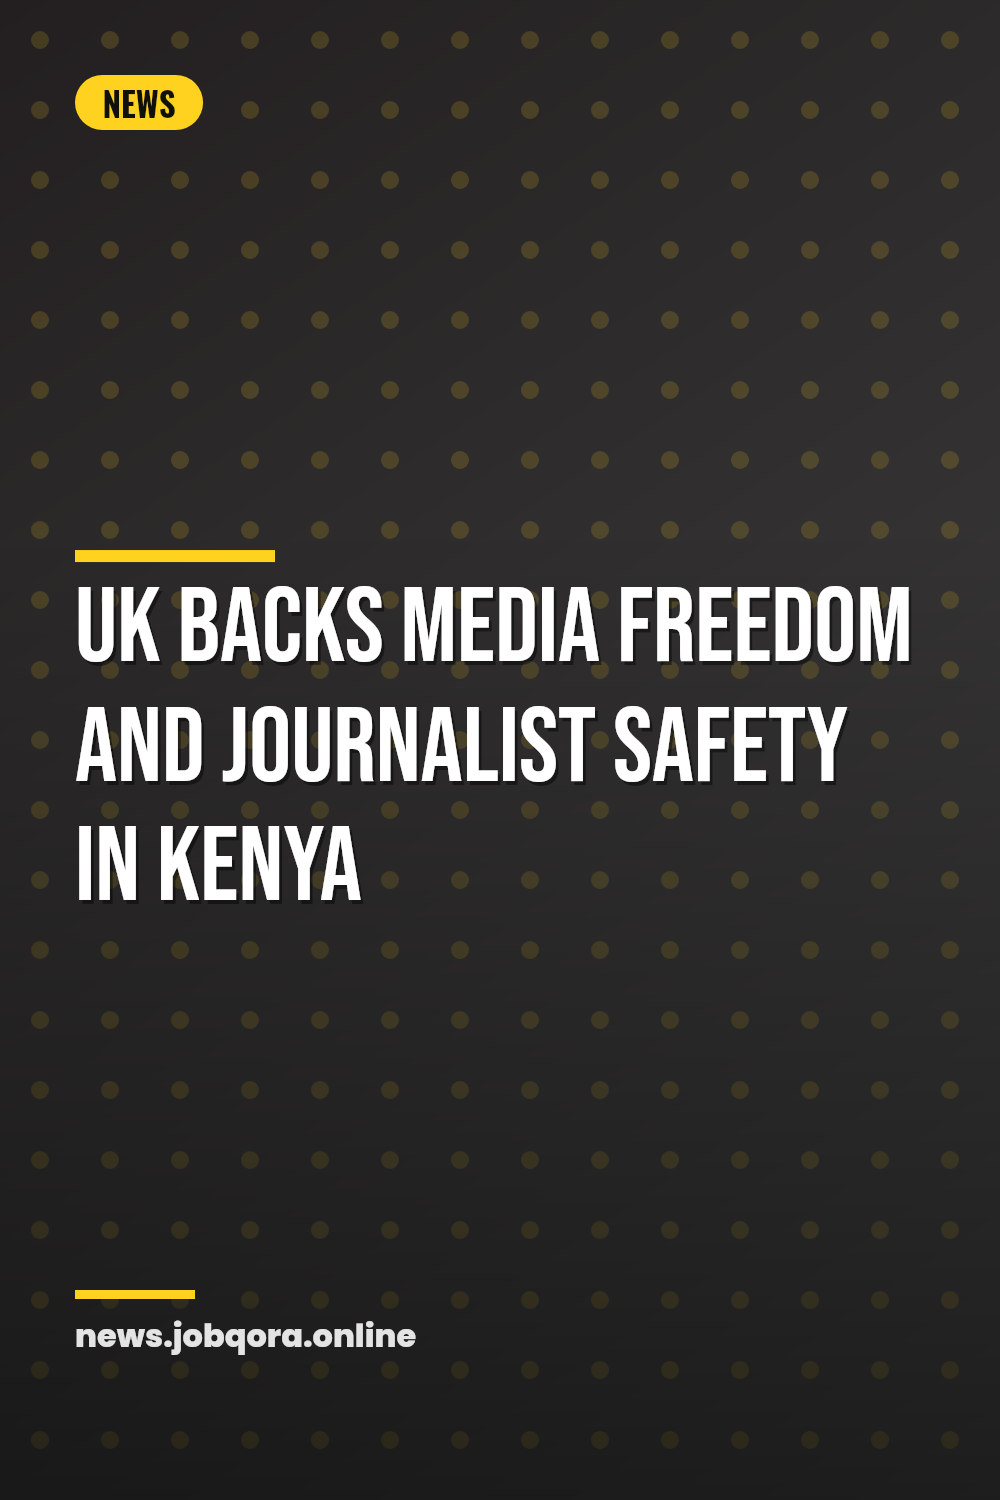 NEWS
UK BACKS MEDIA FREEDOM
AND JOURNALIST SAFETY
IN KENYA
news.jobqora.online